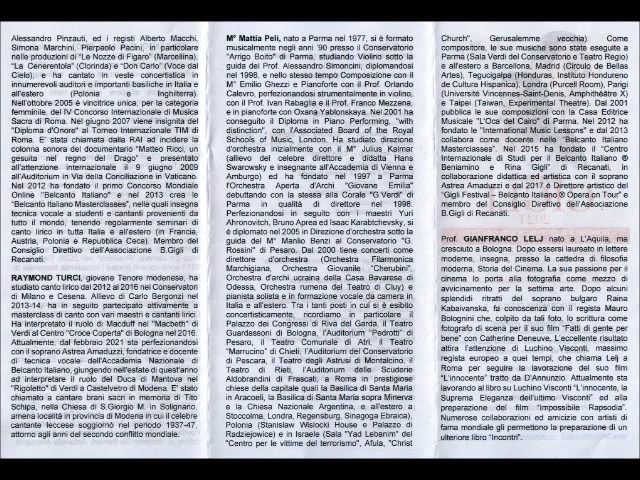 Alessandro Pinzauti, ed i registi Alberto Macchi,
Simona Marchini, Pierpaolo Pacini, in particolare
nelle produzioni di "Le Nozze di Figaro" (Marcellina),
"La Cenerentola" (Clorinda) e "Don Carlo" (Voce dal
Cielo), e ha cantato in veste concertistica in
innumerevoli auditori e importanti basiliche in Italia e
all'estero (Polonia e Inghilterra).
Nell'ottobre 2005 è vincitrice unica, per la categoria
femminile, del IV Concorso Internazionale di Musica
Sacra di Roma. Nel giugno 2007 viene insignita del
"Diploma d'Onore" al Torneo Internazionale TIM di
Roma. E' stata chiamata dalla RAI ad incidere la
colonna sonora del documentario "Matteo Ricci, un
gesuita nel regno del Drago" e presentato
all'attenzione internazionale il 9 giugno 2009
all'Auditorium in Via della Conciliazione in Vaticano.
Nel 2012 ha fondato il primo Concorso Mondiale
Online "Belcanto Italiano" e nel 2013 crea le
"Belcanto Italiano Masterclasses", nelle quali insegna
tecnica vocale a studenti e cantanti provenienti da
tutto il mondo, tenendo regolarmente seminari di
canto lirico in tutta Italia e all'estero (in Francia,
Austria, Polonia e Repubblica Ceca). Membro del
Consiglio Direttivo dell'Associazione B.Gigli di
Recanati.
RAYMOND TURCI, giovane Tenore modenese, ha
studiato canto lirico dal 2012 al 2016 nei Conservatori
di Milano e Cesena. Allievo di Carlo Bergonzi nel
2013-14, ha in seguito partecipato attivamente a
masterclass di canto con vari maestri e cantanti lirici.
Ha interpretato il ruolo di Macduff nel "Macbeth" di
Verdi al Centro "Croce Coperta" di Bologna nel 2016.
Attualmente, dal febbraio 2021 sta perfezionandosi
con il soprano Astrea Amaduzzi, fondatrice e docente
di tecnica vocale dell'Accademia Nazionale di
Belcanto Italiano, giungendo nell'estate di quest'anno
ad interpretare il ruolo del Duca di Mantova nel
"Rigoletto" di Verdi a Castelvetro di Modena. E' stato
chiamato a cantare brani sacri in memoria di Tito
Schipa, nella Chiesa di S.Giorgio M. in Solignano,
amena località in provincia di Modena in cui il celebre
cantante leccese soggiornò nel periodo 1937-47,
attorno agli anni del secondo conflitto mondiale.
M° Mattia Peli, nato a Parma nel 1977, si è formato
musicalmente negli anni '90 presso il Conservatorio
"Arrigo Boito" di Parma, studiando Violino sotto la
guida del Prof. Alessandro Simoncini, diplomandosi
nel 1998, e nello stesso tempo Composizione con il
M° Emilio Ghezzi e Pianoforte con il Prof. Orlando
Calevro, perfezionandosi strumentalmente in violino,
con il Prof. Ivan Rabaglia e il Prof. Franco Mezzena,
e in pianoforte con Oxana Yablonskaya. Nel 2001 ha
conseguito il Diploma in Piano Performing, "with
distinction", con l'Associated Board of the Royal
Schools of Music, London. Ha studiato direzione
d'orchestra inizialmente con il M° Julius Kalmar
(allievo del celebre direttore e didatta Hans
Swarowsky e insegnante all'Accademia di Vienna e
Amburgo) ed ha fondato nel 1997 a Parma
l'Orchestra Aperta d'Archi "Giovane Emilia"
debuttando con la stessa alla Corale "G.Verdi" di
Parma in qualità di direttore nel 1998.
Perfezionandosi in seguito con i maestri Yuri
Ahronovitch, Bruno Aprea ed Isaac Karabtchevsky, si
è diplomato nel 2005 in Direzione d'orchestra sotto la
guida del M° Manlio Benzi al Conservatorio "G.
Rossini" di Pesaro. Dal 2000 tiene concerti come
direttore d'orchestra (Orchestra Filarmonica
Marchigiana, Orchestra Giovanile "Cherubini",
Orchestra d'archi ucraina della Casa Bavarese di
Odessa, Orchestra rumena del Teatro di Cluy) e
pianista solista e in formazione vocale da camera in
Italia e all'estero. Tra i tanti posti in cui si è esibito
concertisticamente, ricordiamo in particolare il
Palazzo dei Congressi di Riva del Garda, il Teatro
Guardassoni di Bologna, l'Auditorium "Pedrotti" di
Pesaro, il Teatro Comunale di Atri, il Teatro
"Marrucino" di Chieti, l'Auditorium del Conservatorio
di Pescara, il Teatro degli Astrusi di Montalcino, il
Teatro di Rieti, l'Auditorium delle Scuderie
Aldobrandini di Frascati, a Roma in prestigiose
chiese della capitale quali la Basilica di Santa Maria
in Aracoeli, la Basilica di Santa Maria sopra Minerva
e la Chiesa Nazionale Argentina, e all'estero a
Stoccolma, Londra, Regensburg, Sinagoga Ebraica),
Polonia (Stanislaw Wislocki House e Palazzo di
Radziejowice) e in Israele (Sala "Yad Lebanim" del
"Centro per le vittime del terrorismo", Afula, "Christ
Church", Gerusalemme vecchia) Come
compositore, le sue musiche sono state eseguite a
Parma (Sala Verdi del Conservatorio e Teatro Regio)
e all'estero a Barcelona, Madrid (Circulo de Bellas
Artes), Tegucigalpa (Honduras, Instituto Hondureno
de Cultura Hispanica), Londra (Purcell Room), Parigi
(Université Vincennes-Saint-Denis, Amphithéâtre X)
e Taipei (Taiwan, Experimental Theatre). Dal 2001
pubblica le sue composizioni con la Casa Editrice
Musicale "L'Oca del Cairo" di Parma. Nel 2012 ha
fondato le "International Music Lessons" e dal 2013
collabora come docente nelle "Belcanto Italiano
Masterclasses". Nel 2015 ha fondato il "Centro
Internazionale di Studi per il Belcanto Italiano ®
Beniamino e Rina Gigli" di Recanati, in
collaborazione didattica ed artistica con il soprano
Astrea Amaduzzi e dal 2017 è Direttore artistico del
"Gigli Festival – Belcanto Italiano ® Opera on Tour" e
membro del Consiglio Direttivo dell'Associazione
B.Gigli di Recanati.
Prof. GIANFRANCO LELJ nato a L'Aquila, ma
cresciuto a Bologna. Dopo essersi laureato in lettere
moderne, insegna, presso la cattedra di filosofia
moderna, Storia del Cinema. La sua passione per il
cinema lo porta alla fotografia come mezzo di
avvicinamento per la settima arte. Dopo alcuni
splendidi ritratti del soprano bulgaro Raina
Kabaivanska, fa conoscenza con il regista Mauro
Bolognini che, colpito da tali foto, lo scrittura come
fotografo di scena per il suo film "Fatti di gente per
bene" con Catherine Deneuve. L'eccellente risultato
attira l'attenzione di Luchino Visconti, massimo
regista europeo a quei tempi, che chiama Lelj a
Roma per seguire la lavorazione del suo film
"L'innocente" tratto da D'Annunzio. Attualmente sta
lavorando al libro su Luchino Visconti "L'innocente, la
Suprema Eleganza dell'ultimo Visconti" ed alla
preparazione del film "Impossibile Rapsodia".
Numerose collaborazioni ed amicizie con artisti di
fama mondiale gli permettono la preparazione di un
ulteriore libro "Incontri".